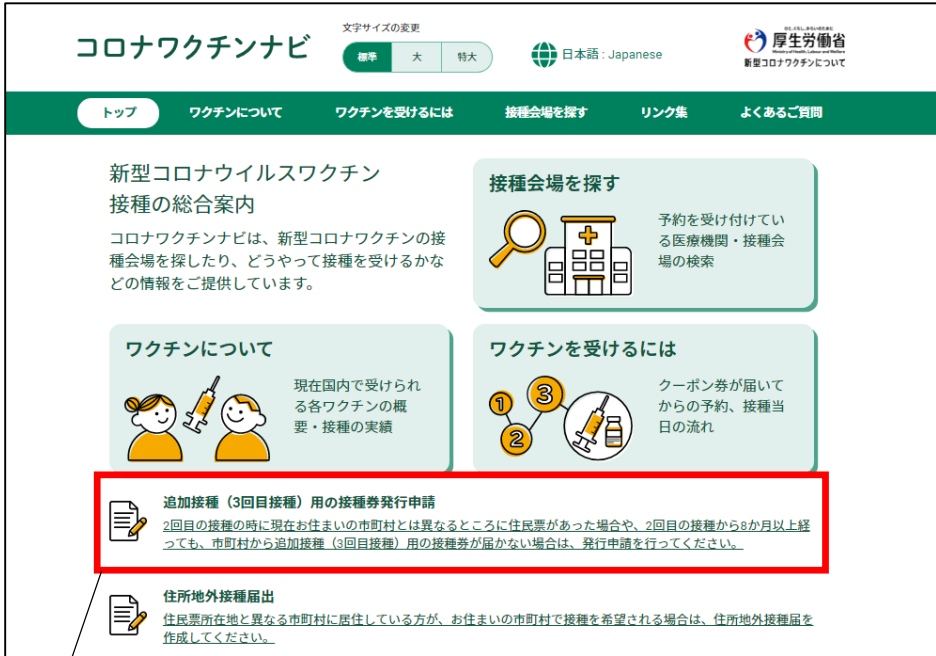 コロナワクチンナビ
文字サイズの変更
標準 大 特大
日本語 : Japanese
ひと、くらし、みらいのために
厚生労働省
Ministry of Health, Labour and Welfare
新型コロナワクチンについて
トップ ワクチンについて ワクチンを受けるには 接種会場を探す リンク集 よくあるご質問
新型コロナウイルスワクチン
接種の総合案内
コロナワクチンナビは、新型コロナワクチンの接
種会場を探したり、どうやって接種を受けるかな
どの情報をご提供しています。
接種会場を探す
予約を受け付けてい
る医療機関・接種会
場の検索
ワクチンについて
現在国内で受けられ
る各ワクチンの概
要・接種の実績
ワクチンを受けるには
1
2
3
クーポン券が届いて
からの予約、接種当
日の流れ
追加接種（3回目接種）用の接種券発行申請
2回目の接種の時に現在お住まいの市町村とは異なるところに住民票があった場合や、2回目の接種から8か月以上経
っても、市町村から追加接種（3回目接種）用の接種券が届かない場合は、発行申請を行ってください。
住所地外接種届出
住民票所在地と異なる市町村に居住している方が、お住まいの市町村で接種を希望される場合は、住所地外接種届を
作成してください。